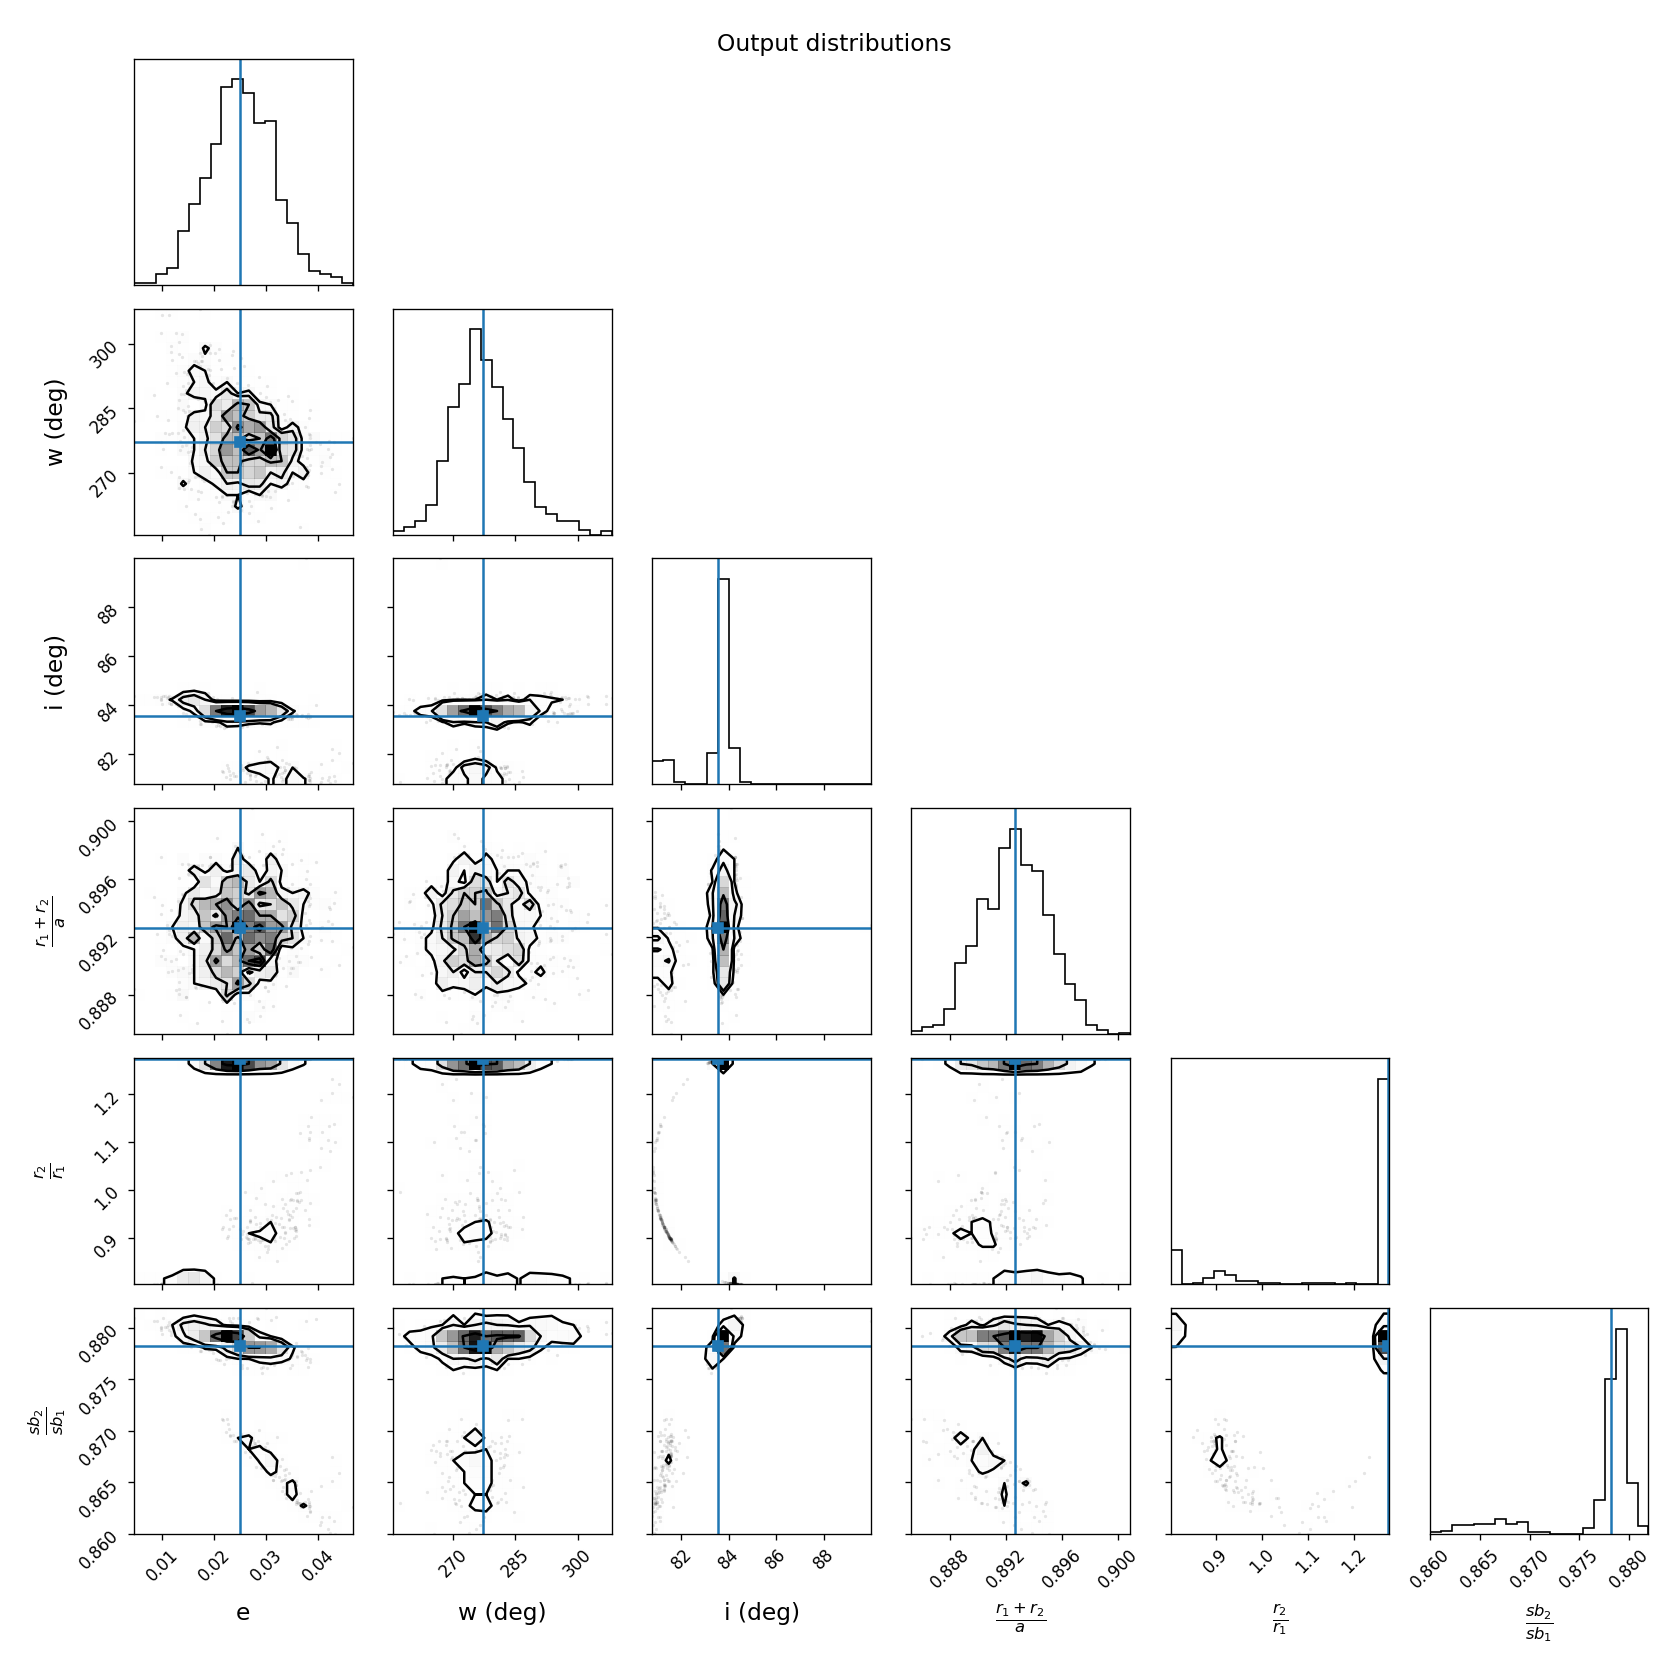 Output distributions
w (deg)
300
285
270
i (deg)
88
86
84
82
r₁ + r₂
a
0.900
0.896
0.892
0.888
r₂
r₁
1.2
1.1
1.0
0.9
sb₂
sb₁
0.880
0.875
0.870
0.865
0.860
0.01 0.02 0.03 0.04 270 285 300 82 84 86 88 0.888 0.892 0.896 0.900 0.9 1.0 1.1 1.2 0.860 0.865 0.870 0.875 0.880
e w (deg) i (deg) r₁ + r₂ r₂ sb₂
a r₁ sb₁